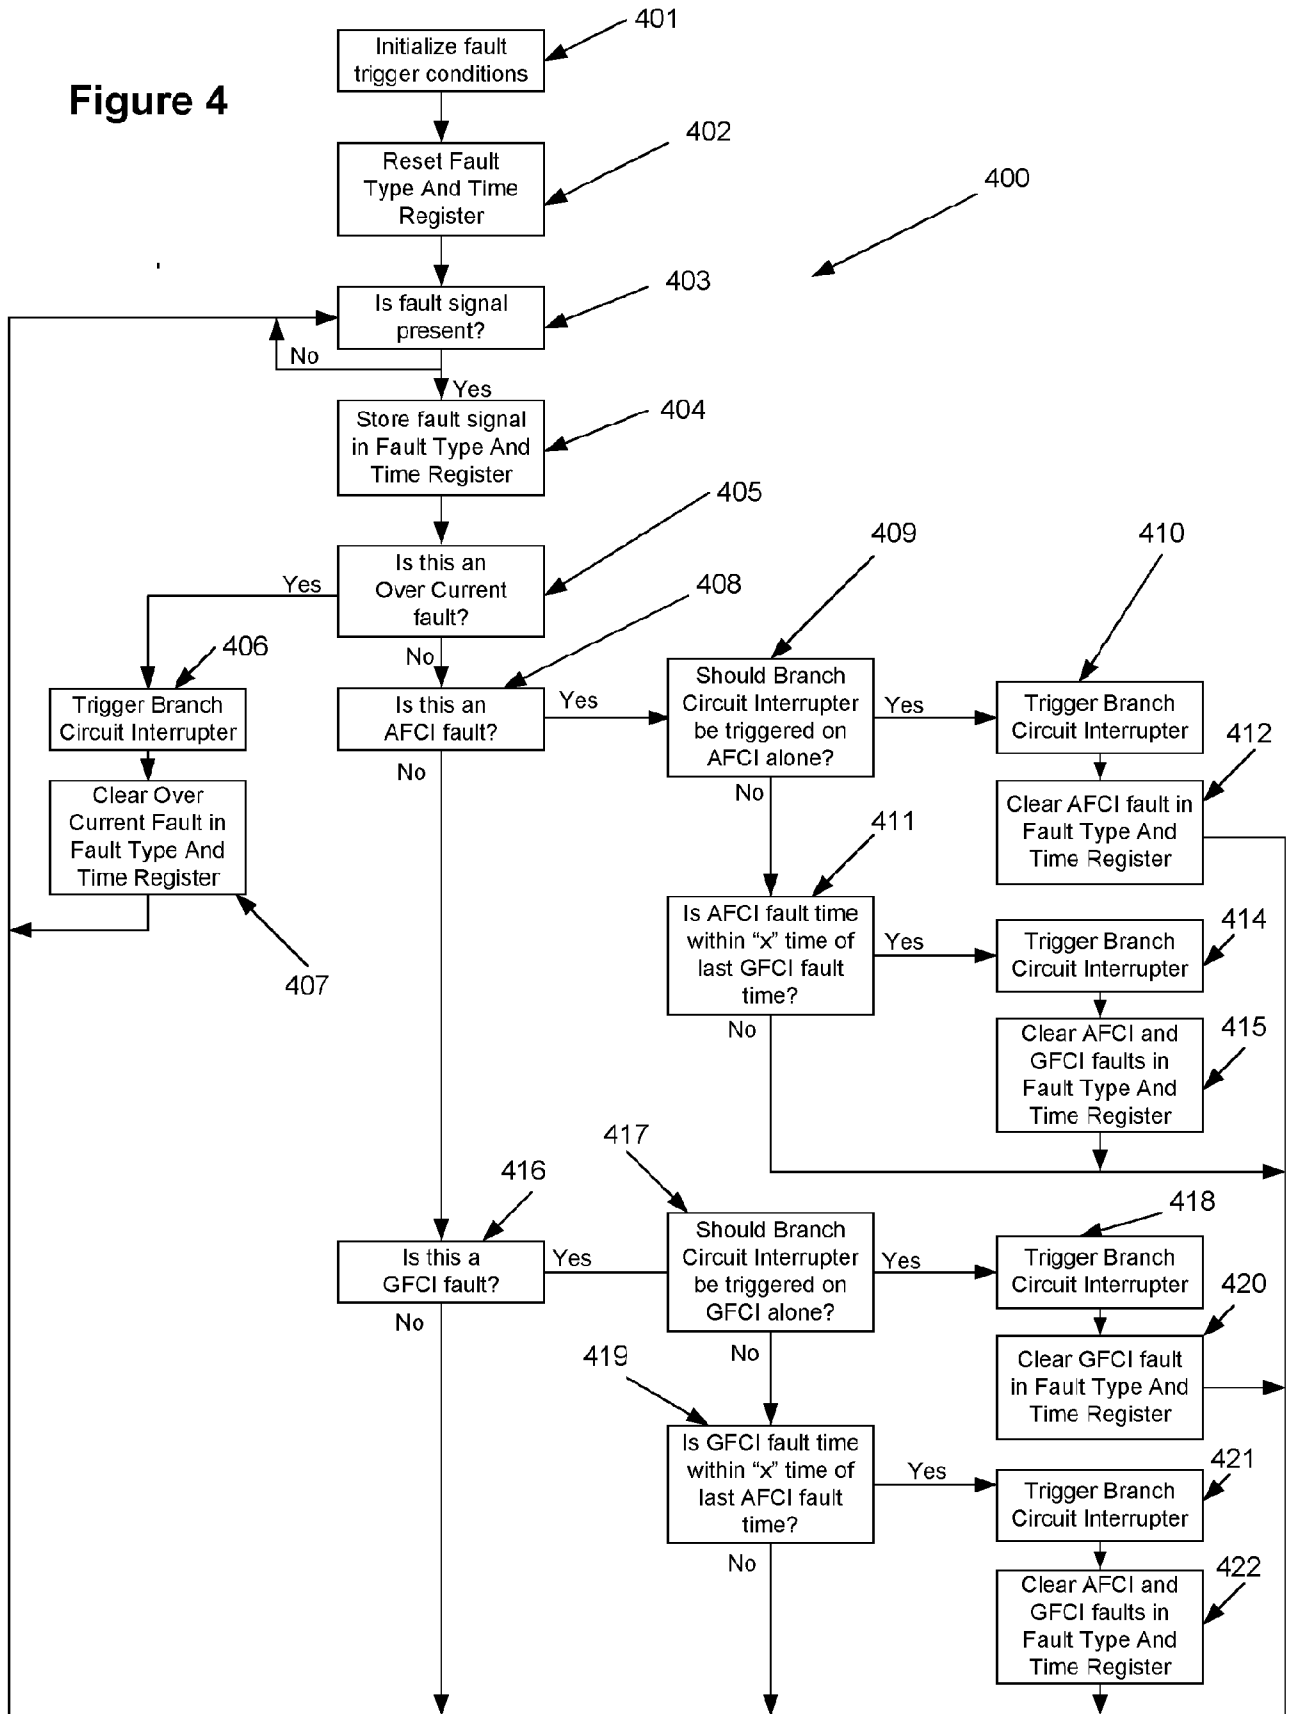 Figure 4
401
Initialize fault
trigger conditions
402
Reset Fault
Type And Time
Register
400
403
Is fault signal
present?
No
Yes
404
Store fault signal
in Fault Type And
Time Register
405
Is this an
Over Current
fault?
Yes
No
406
Trigger Branch
Circuit Interrupter
Clear Over
Current Fault in
Fault Type And
Time Register
407
408
Is this an
AFCI fault?
Yes
No
409
Should Branch
Circuit Interrupter
be triggered on
AFCI alone?
Yes
No
410
Trigger Branch
Circuit Interrupter
412
Clear AFCI fault in
Fault Type And
Time Register
411
Is AFCI fault time
within “x” time of
last GFCI fault
time?
Yes
No
414
Trigger Branch
Circuit Interrupter
415
Clear AFCI and
GFCI faults in
Fault Type And
Time Register
416
Is this a
GFCI fault?
Yes
No
417
Should Branch
Circuit Interrupter
be triggered on
GFCI alone?
Yes
No
418
Trigger Branch
Circuit Interrupter
420
Clear GFCI fault
in Fault Type And
Time Register
419
Is GFCI fault time
within “x” time of
last AFCI fault
time?
Yes
No
421
Trigger Branch
Circuit Interrupter
422
Clear AFCI and
GFCI faults in
Fault Type And
Time Register